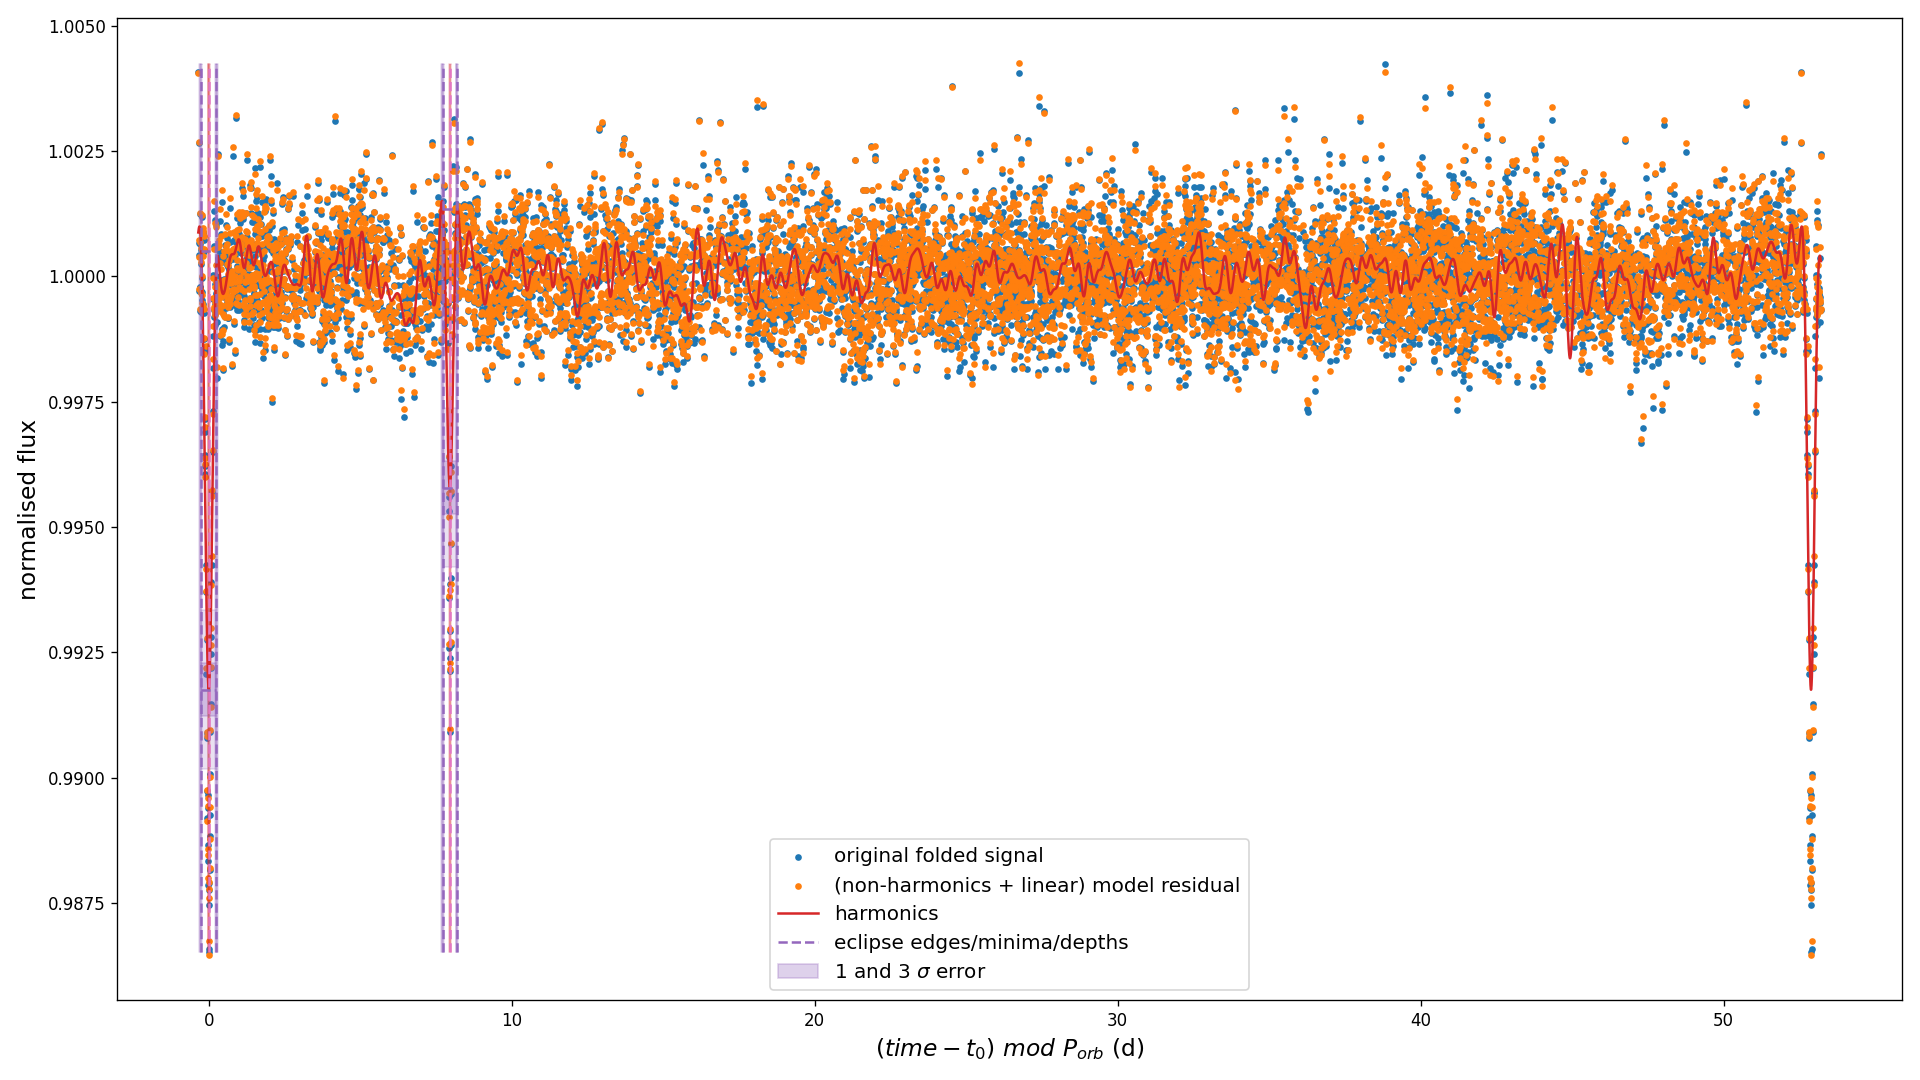 1.0050
1.0025
1.0000
0.9975
0.9950
0.9925
0.9900
0.9875
normalised flux
original folded signal
(non-harmonics + linear) model residual
harmonics
eclipse edges/minima/depths
1 and 3 σ error
0 10 20 30 40 50
(time − t₀) mod P_orb (d)